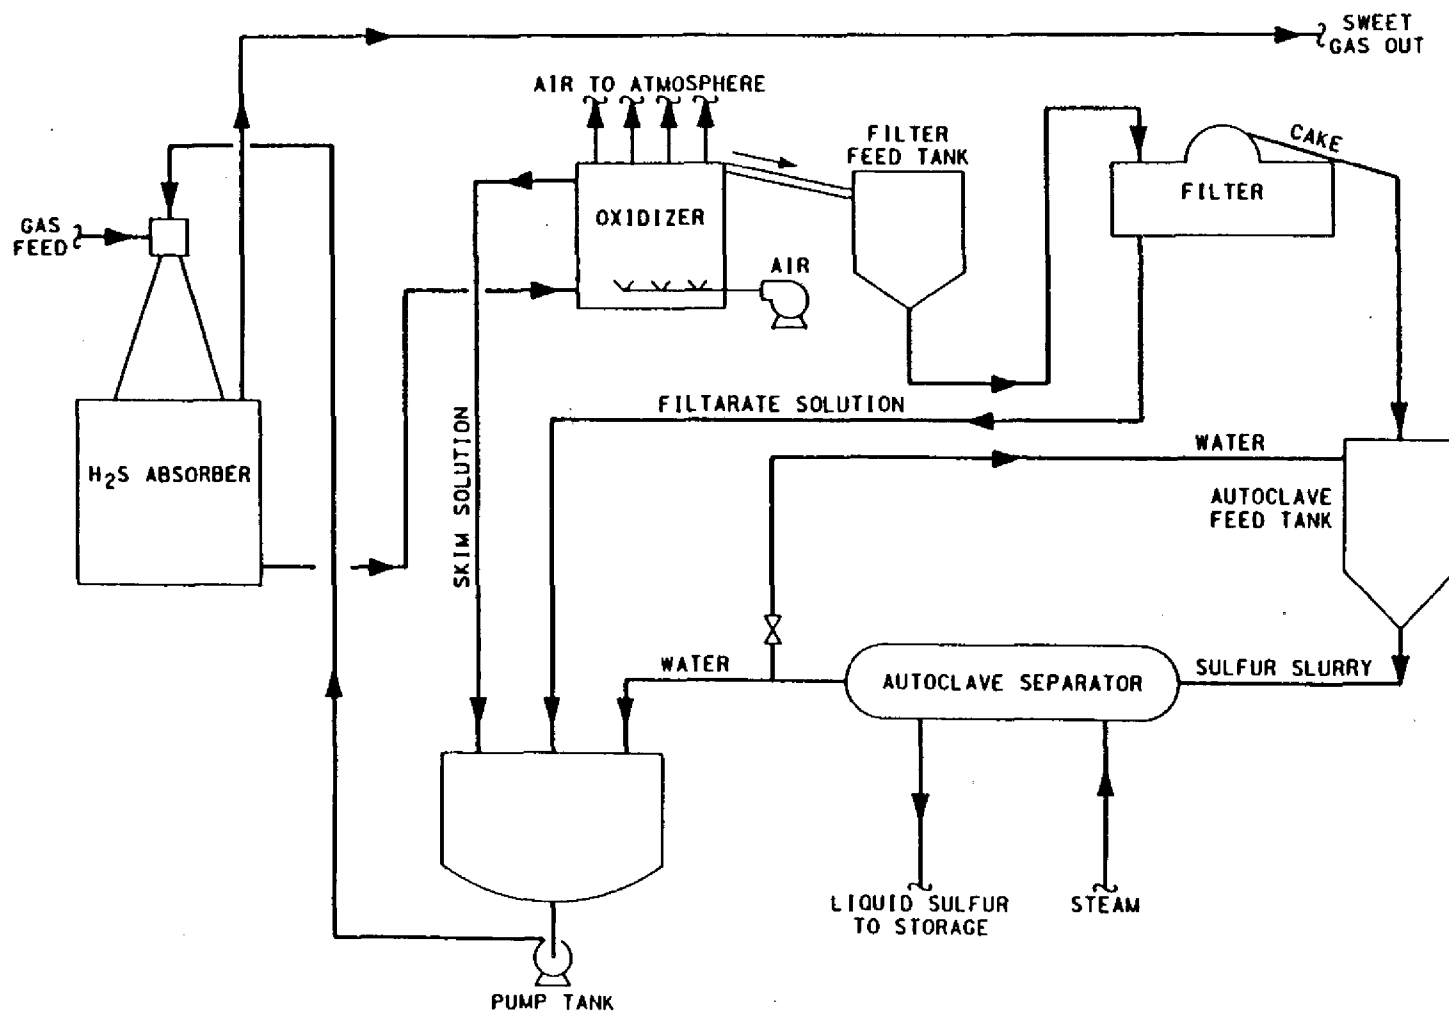 SWEET
GAS OUT
AIR TO ATMOSPHERE
FILTER
FEED TANK
CAKE
FILTER
OXIDIZER
GAS
FEED
AIR
FILTARATE SOLUTION
WATER
H₂S ABSORBER
SKIM SOLUTION
AUTOCLAVE
FEED TANK
WATER
AUTOCLAVE SEPARATOR
SULFUR SLURRY
LIQUID SULFUR
TO STORAGE
STEAM
PUMP TANK